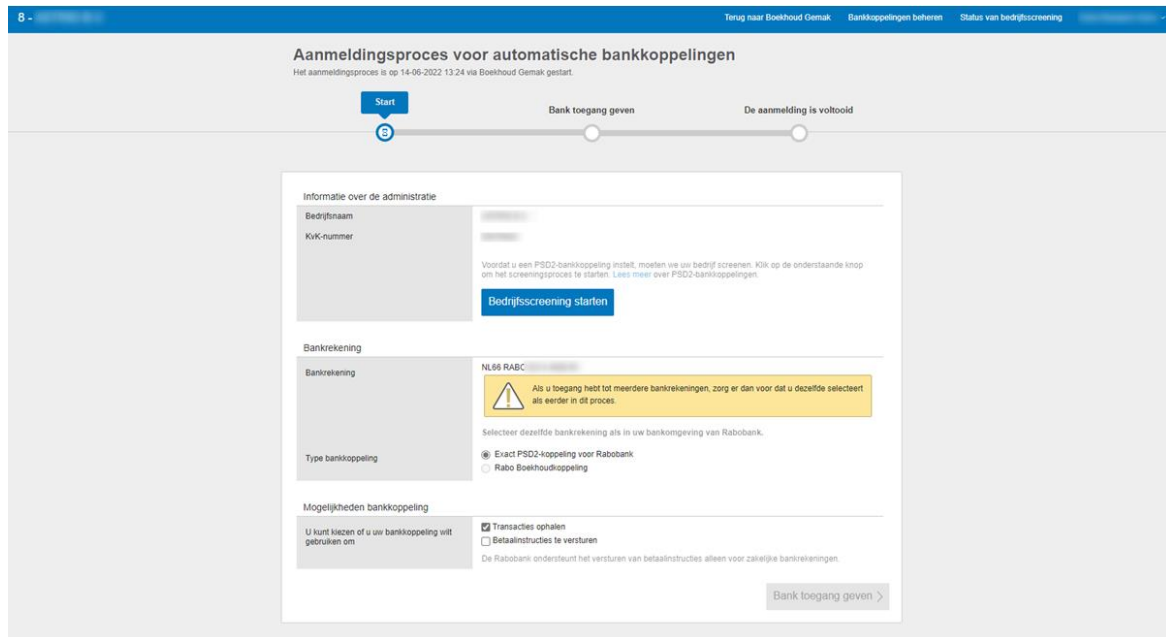 8 -
Terug naar Boekhoud Gemak Bankkoppelingen beheren Status van bedrijfsscreening
Aanmeldingsproces voor automatische bankkoppelingen
Het aanmeldingsproces is op 14-06-2022 13:24 via Boekhoud Gemak gestart.
Start Bank toegang geven De aanmelding is voltooid
Informatie over de administratie
Bedrijfsnaam
KvK-nummer
Voordat u een PSD2-bankkoppeling instelt, moeten we uw bedrijf screenen. Klik op de onderstaande knop
om het screeningsproces te starten. Lees meer over PSD2-bankkoppelingen.
Bedrijfsscreening starten
Bankrekening
Bankrekening NL66 RABO
Als u toegang hebt tot meerdere bankrekeningen, zorg er dan voor dat u dezelfde selecteert
als eerder in dit proces.
Selecteer dezelfde bankrekening als in uw bankomgeving van Rabobank.
Type bankkoppeling Exact PSD2-koppeling voor Rabobank
Rabo Boekhoudkoppeling
Mogelijkheden bankkoppeling
U kunt kiezen of u uw bankkoppeling wilt
gebruiken om
Transacties ophalen
Betaalinstructies te versturen
De Rabobank ondersteunt het versturen van betaalinstructies alleen voor zakelijke bankrekeningen.
Bank toegang geven